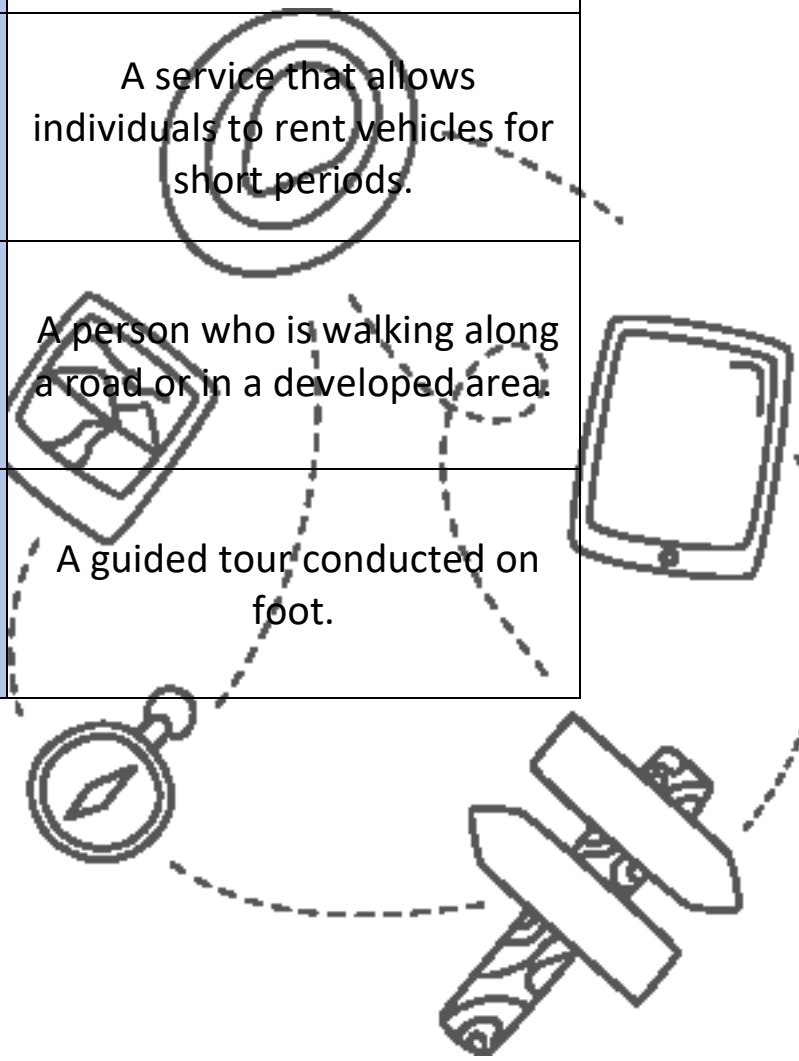 A service that allows
individuals to rent vehicles for
short periods.
A person who is walking along
a road or in a developed area.
A guided tour conducted on
foot.